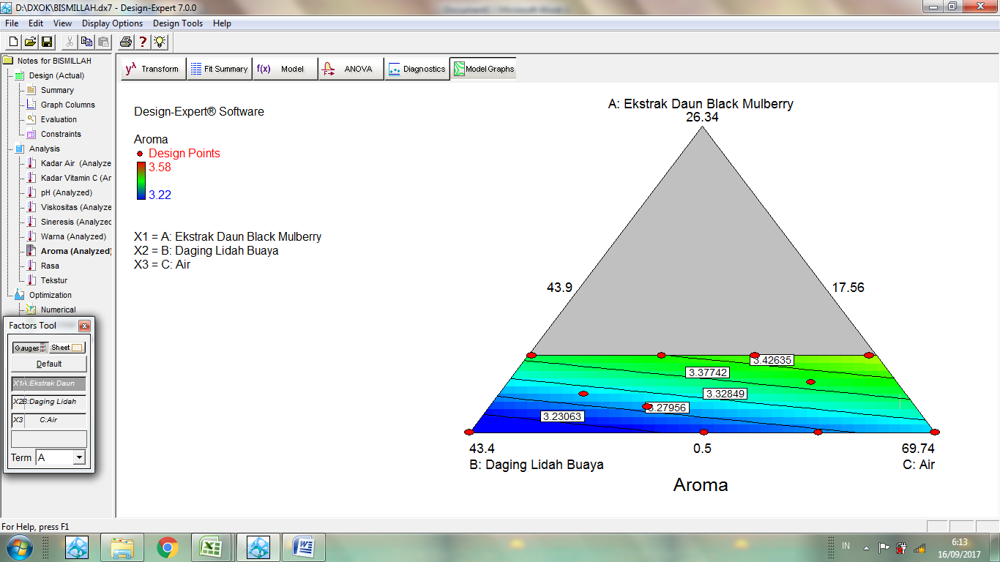 D:\DXOK\BISMILLAH.dx7 - Design-Expert 7.0.0
File Edit View Display Options Design Tools Help
Notes for BISMILLAH
Design (Actual)
Summary
Graph Columns
Evaluation
Constraints
Analysis
Kadar Air (Analyze
Kadar Vitamin C (Ar
pH (Analyzed)
Viskositas (Analyze
Sineresis (Analyzed
Warna (Analyzed)
Aroma (Analyzed)
Rasa
Tekstur
Optimization
Numerical
Factors Tool
Gauges Sheet
Default
X1A:Ekstrak Daun
X2B:Daging Lidah
X3 C:Air
Term A
yλ Transform Fit Summary f(x) Model ANOVA Diagnostics Model Graphs
Design-Expert® Software
Aroma
Design Points
3.58
3.22
X1 = A: Ekstrak Daun Black Mulberry
X2 = B: Daging Lidah Buaya
X3 = C: Air
A: Ekstrak Daun Black Mulberry
26.34
43.9 17.56
3.42635
3.37742
3.32849
3.27956
3.23063
43.4 0.5 69.74
B: Daging Lidah Buaya C: Air
Aroma
For Help, press F1
IN
6:13
16/09/2017